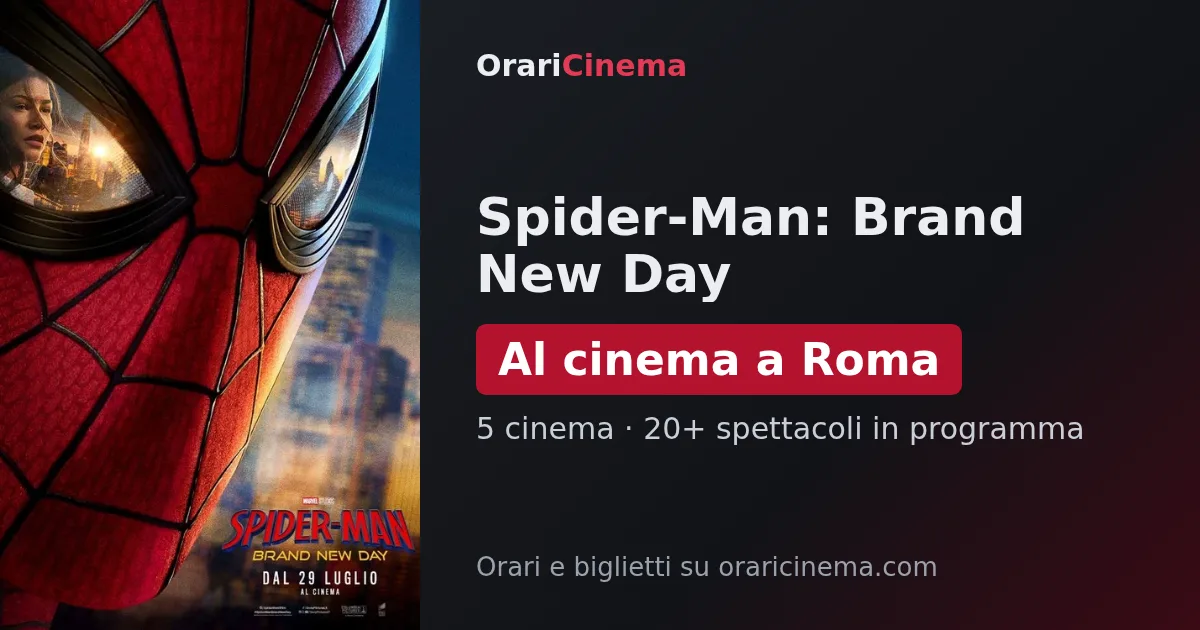 OrariCinema
Spider-Man: Brand
New Day
Al cinema a Roma
5 cinema · 20+ spettacoli in programma
Orari e biglietti su oraricinema.com
MARVEL STUDIOS
SPIDER-MAN
BRAND NEW DAY
DAL 29 LUGLIO
AL CINEMA